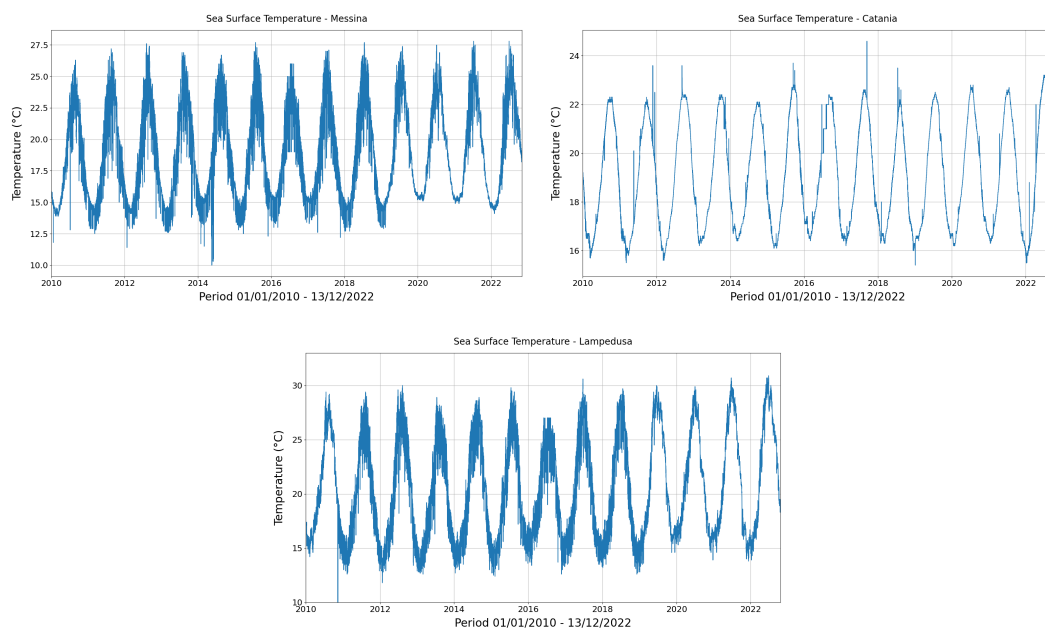 Sea Surface Temperature - Messina
Temperature (°C)
27.5
25.0
22.5
20.0
17.5
15.0
12.5
10.0
2010 2012 2014 2016 2018 2020 2022
Period 01/01/2010 - 13/12/2022
Sea Surface Temperature - Catania
Temperature (°C)
24
22
20
18
16
2010 2012 2014 2016 2018 2020 2022
Period 01/01/2010 - 13/12/2022
Sea Surface Temperature - Lampedusa
Temperature (°C)
30
25
20
15
10
2010 2012 2014 2016 2018 2020 2022
Period 01/01/2010 - 13/12/2022